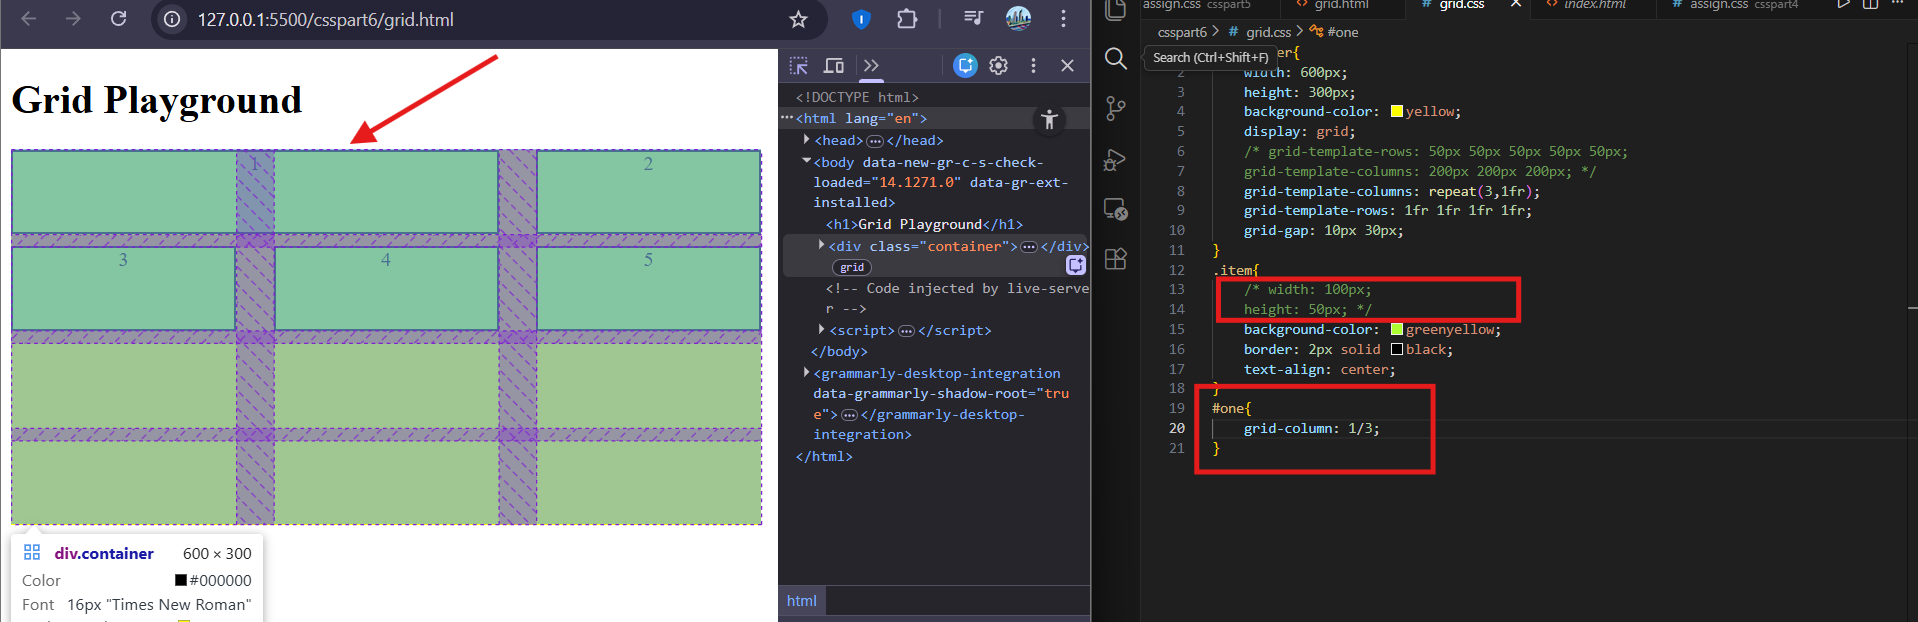 127.0.0.1:5500/csspart6/grid.html
Grid Playground
1
2
3
4
5
div.container 600 × 300
Color #000000
Font 16px "Times New Roman"
<!DOCTYPE html>
<html lang="en">
<head> </head>
<body data-new-gr-c-s-check-
loaded="14.1271.0" data-gr-ext-
installed>
<h1>Grid Playground</h1>
<div class="container"> </div>
grid
<!-- Code injected by live-serve
r -->
<script> </script>
</body>
<grammarly-desktop-integration
data-grammarly-shadow-root="tru
e"> </grammarly-desktop-
integration>
</html>
html
assign.css csspart5
grid.html
grid.css
index.html
assign.css csspart4
csspart6 > # grid.css > #one
Search (Ctrl+Shift+F)
er{
2 width: 600px;
3 height: 300px;
4 background-color: yellow;
5 display: grid;
6 /* grid-template-rows: 50px 50px 50px 50px 50px;
7 grid-template-columns: 200px 200px 200px; */
8 grid-template-columns: repeat(3,1fr);
9 grid-template-rows: 1fr 1fr 1fr 1fr;
10 grid-gap: 10px 30px;
11 }
12 .item{
13 /* width: 100px;
14 height: 50px; */
15 background-color: greenyellow;
16 border: 2px solid black;
17 text-align: center;
18 }
19 #one{
20 grid-column: 1/3;
21 }